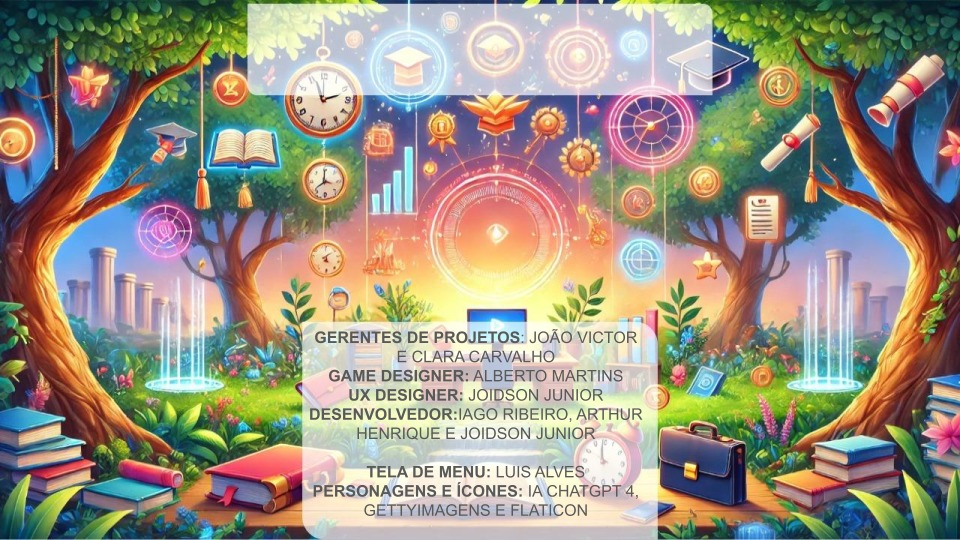 GERENTES DE PROJETOS: JOÃO VICTOR
E CLARA CARVALHO
GAME DESIGNER: ALBERTO MARTINS
UX DESIGNER: JOIDSON JUNIOR
DESENVOLVEDOR:IAGO RIBEIRO, ARTHUR
HENRIQUE E JOIDSON JUNIOR
TELA DE MENU: LUIS ALVES
PERSONAGENS E ÍCONES: IA CHATGPT 4,
GETTYIMAGENS E FLATICON